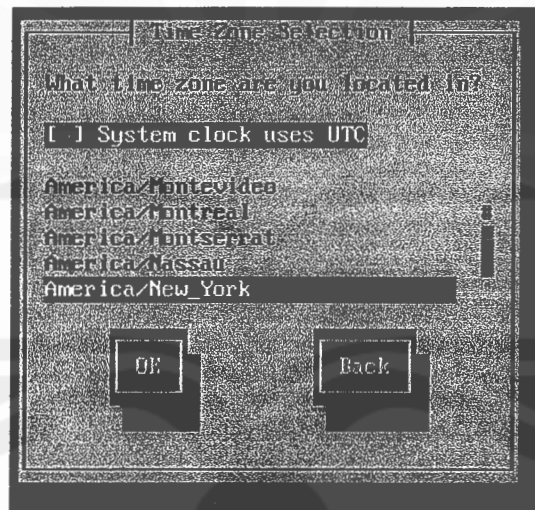 Time Zone Selection
What time zone are you located in?
[ ] System clock uses UTC
America/Montevideo
America/Montreal
America/Montserrat
America/Nassau
America/New_York
OK
Back